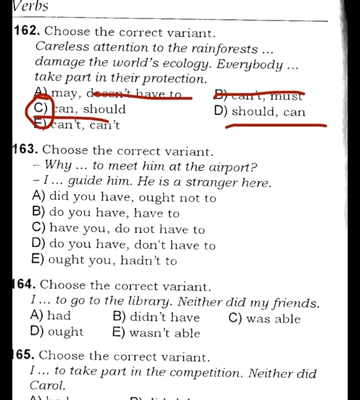 Verbs
162. Choose the correct variant.
Careless attention to the rainforests ...
damage the world's ecology. Everybody ...
take part in their protection.
A) may, doesn't have to B) can't, must
C) can, should D) should, can
E) can't, can't
163. Choose the correct variant.
– Why ... to meet him at the airport?
– I ... guide him. He is a stranger here.
A) did you have, ought not to
B) do you have, have to
C) have you, do not have to
D) do you have, don't have to
E) ought you, hadn't to
164. Choose the correct variant.
I ... to go to the library. Neither did my friends.
A) had B) didn't have C) was able
D) ought E) wasn't able
165. Choose the correct variant.
I ... to take part in the competition. Neither did
Carol.